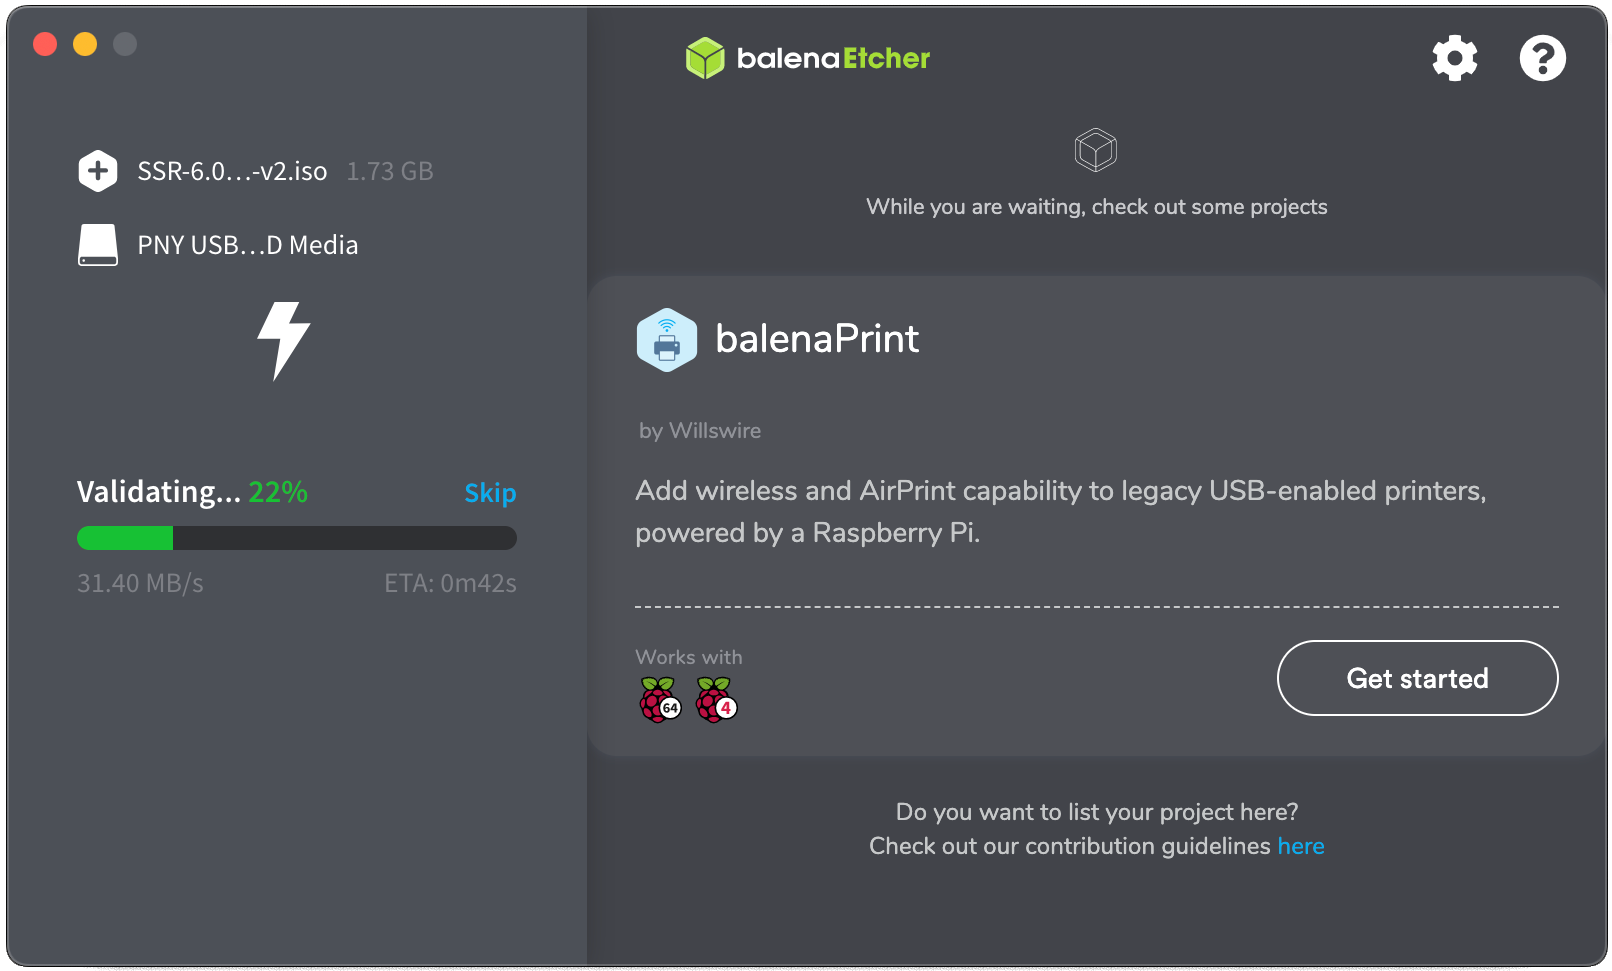 balenaEtcher
SSR-6.0...-v2.iso 1.73 GB
PNY USB...D Media
Validating... 22% Skip
31.40 MB/s ETA: 0m42s
While you are waiting, check out some projects
balenaPrint
by Willswire
Add wireless and AirPrint capability to legacy USB-enabled printers,
powered by a Raspberry Pi.
Works with
64 4
Get started
Do you want to list your project here?
Check out our contribution guidelines here